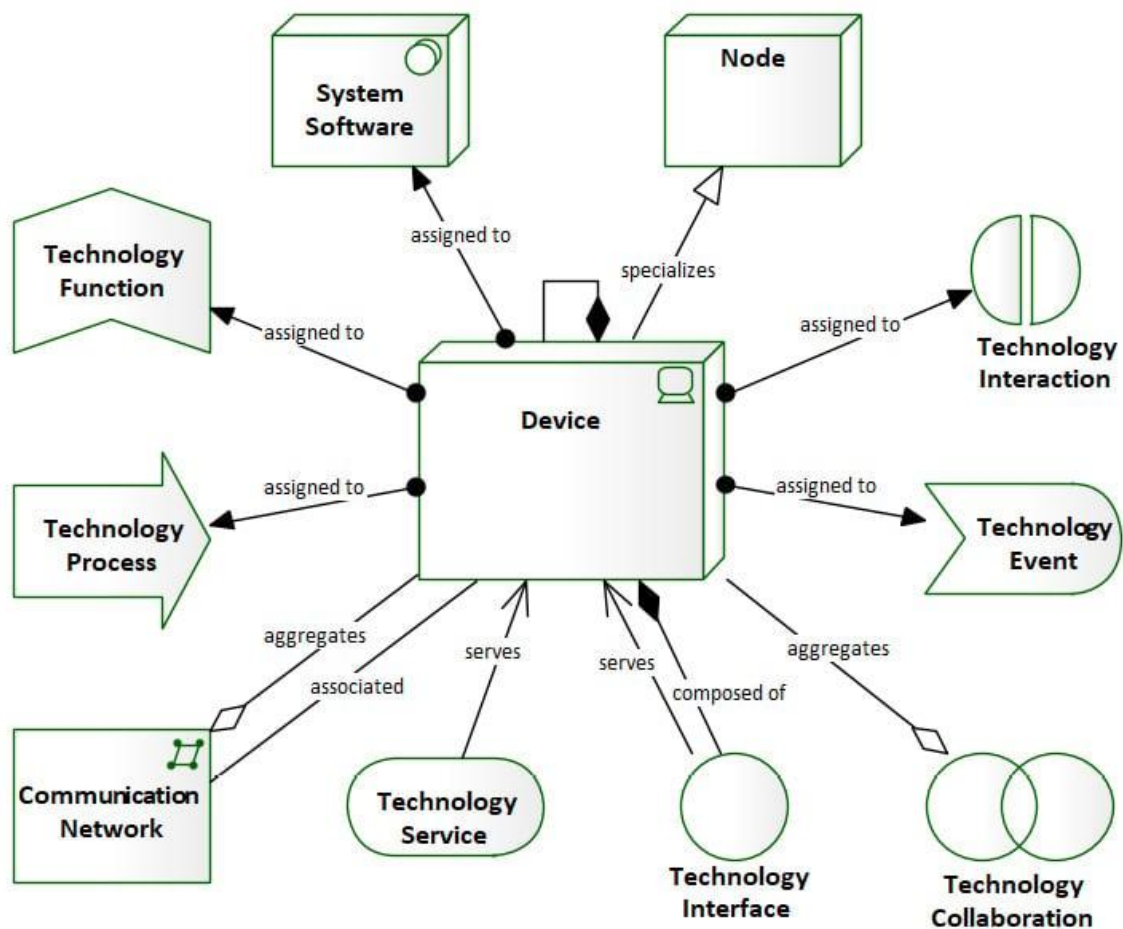 System
Software
Node
assigned to
specializes
Technology
Function
assigned to
assigned to
Technology
Interaction
Device
Technology
Process
assigned to
assigned to
Technology
Event
aggregates
associated
serves
serves
composed of
aggregates
Communication
Network
Technology
Service
Technology
Interface
Technology
Collaboration